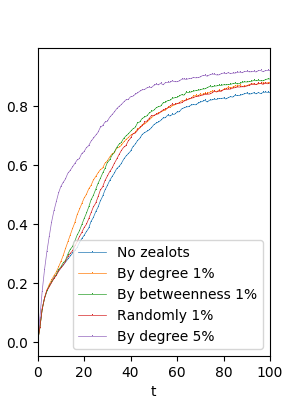 0.8
0.6
0.4
0.2
0.0
No zealots
By degree 1%
By betweenness 1%
Randomly 1%
By degree 5%
0 20 40 60 80 100
t